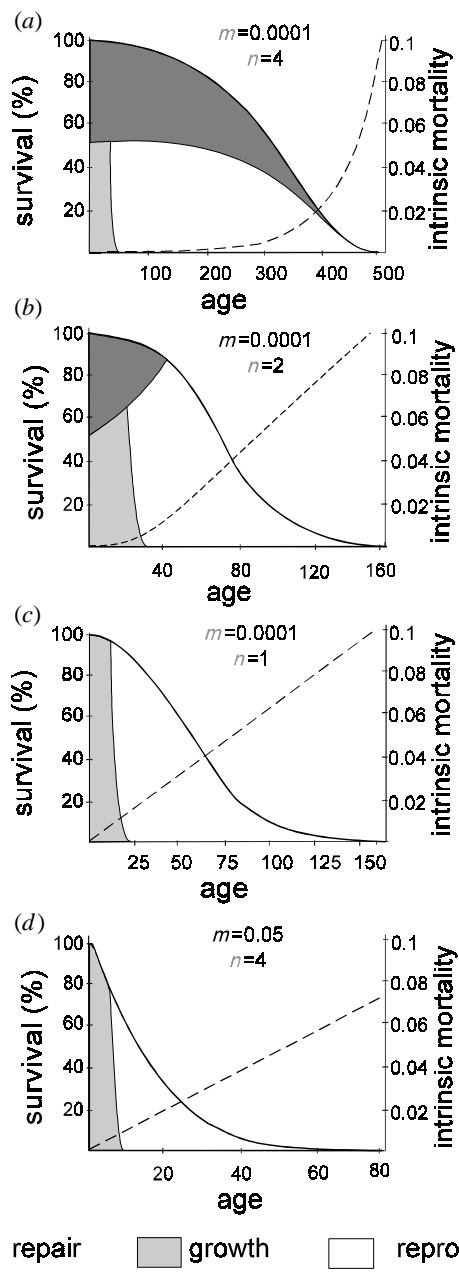 (a)
m=0.0001
n=4
100
80
60
40
20
survival (%)
0.1
0.08
0.06
0.04
0.02
intrinsic mortality
100 200 300 400 500
age
(b)
m=0.0001
n=2
100
80
60
40
20
survival (%)
0.1
0.08
0.06
0.04
0.02
intrinsic mortality
40 80 120 160
age
(c)
m=0.0001
n=1
100
80
60
40
20
survival (%)
0.1
0.08
0.06
0.04
0.02
intrinsic mortality
25 50 75 100 125 150
age
(d)
m=0.05
n=4
100
80
60
40
20
survival (%)
0.1
0.08
0.06
0.04
0.02
intrinsic mortality
20 40 60 80
age
repair growth repro